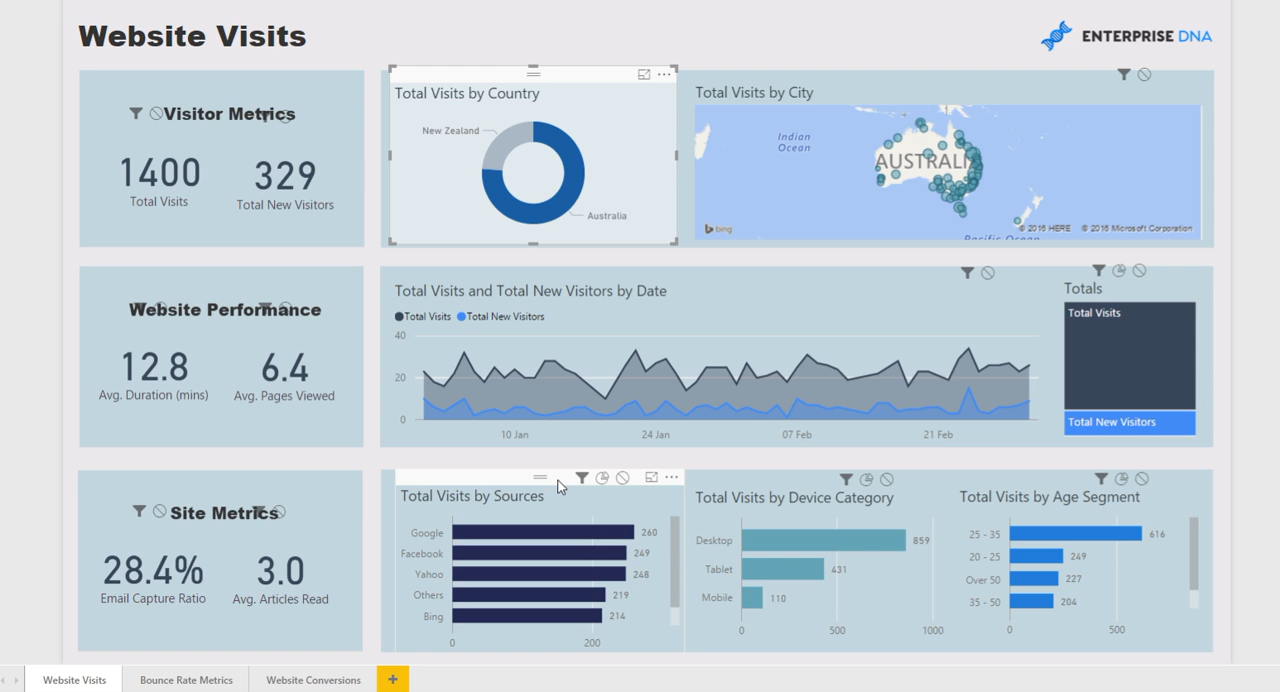 Website Visits
ENTERPRISE DNA
Visitor Metrics
1400
Total Visits
329
Total New Visitors
Total Visits by Country
New Zealand
Australia
Total Visits by City
Indian
Ocean
AUSTRALI
bing
© 2016 HERE © 2016 Microsoft Corporation
Pacific Ocean
Website Performance
12.8
Avg. Duration (mins)
6.4
Avg. Pages Viewed
Total Visits and Total New Visitors by Date
Total Visits Total New Visitors
40
20
0
10 Jan 24 Jan 07 Feb 21 Feb
Totals
Total Visits
Total New Visitors
Site Metrics
28.4%
Email Capture Ratio
3.0
Avg. Articles Read
Total Visits by Sources
Google 260
Facebook 249
Yahoo 248
Others 219
Bing 214
0 200
Total Visits by Device Category
Desktop 859
Tablet 431
Mobile 110
0 500 1000
Total Visits by Age Segment
25 - 35 616
20 - 25 249
Over 50 227
35 - 50 204
0 500
Website Visits Bounce Rate Metrics Website Conversions +